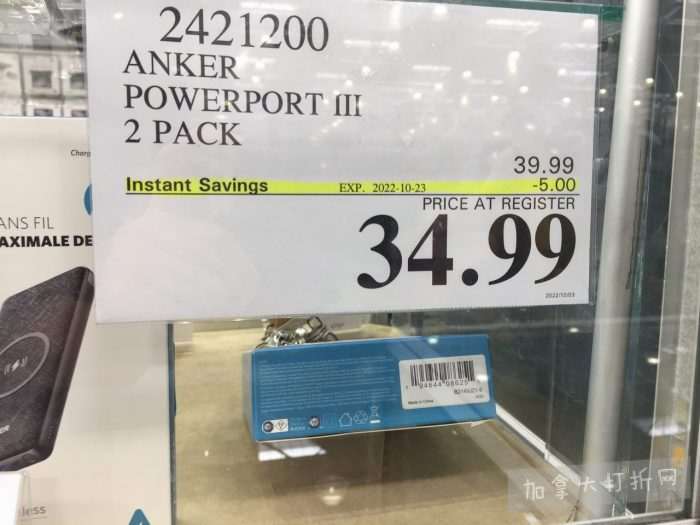 2421200
ANKER
POWERPORT III
2 PACK
39.99
Instant Savings EXP. 2022-10-23 -5.00
PRICE AT REGISTER
34.99
2022/10/03
ANS FIL
AXIMALE DE
Made in China
加拿大打折网